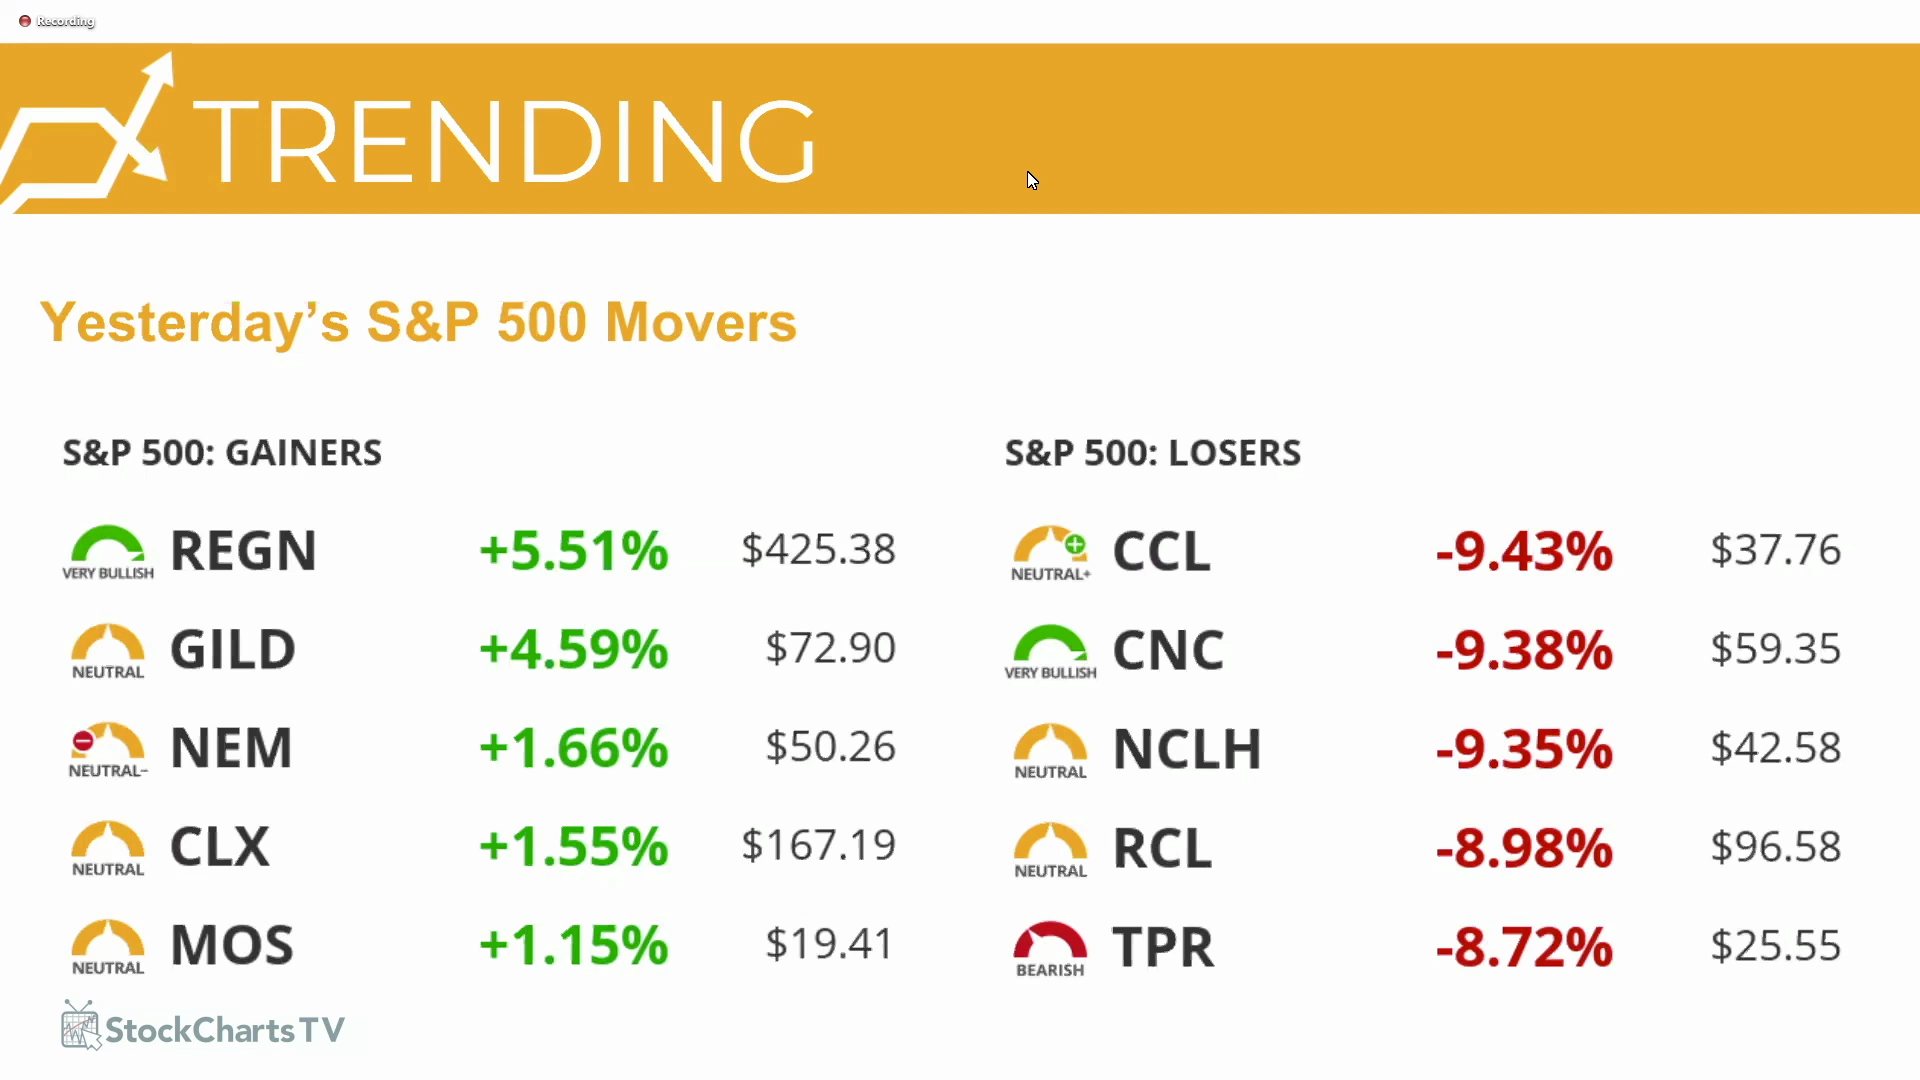 Recording
TRENDING
Yesterday’s S&P 500 Movers
S&P 500: GAINERS
VERY BULLISH REGN +5.51% $425.38
NEUTRAL GILD +4.59% $72.90
NEUTRAL− NEM +1.66% $50.26
NEUTRAL CLX +1.55% $167.19
NEUTRAL MOS +1.15% $19.41
S&P 500: LOSERS
NEUTRAL+ CCL -9.43% $37.76
VERY BULLISH CNC -9.38% $59.35
NEUTRAL NCLH -9.35% $42.58
NEUTRAL RCL -8.98% $96.58
BEARISH TPR -8.72% $25.55
StockCharts TV